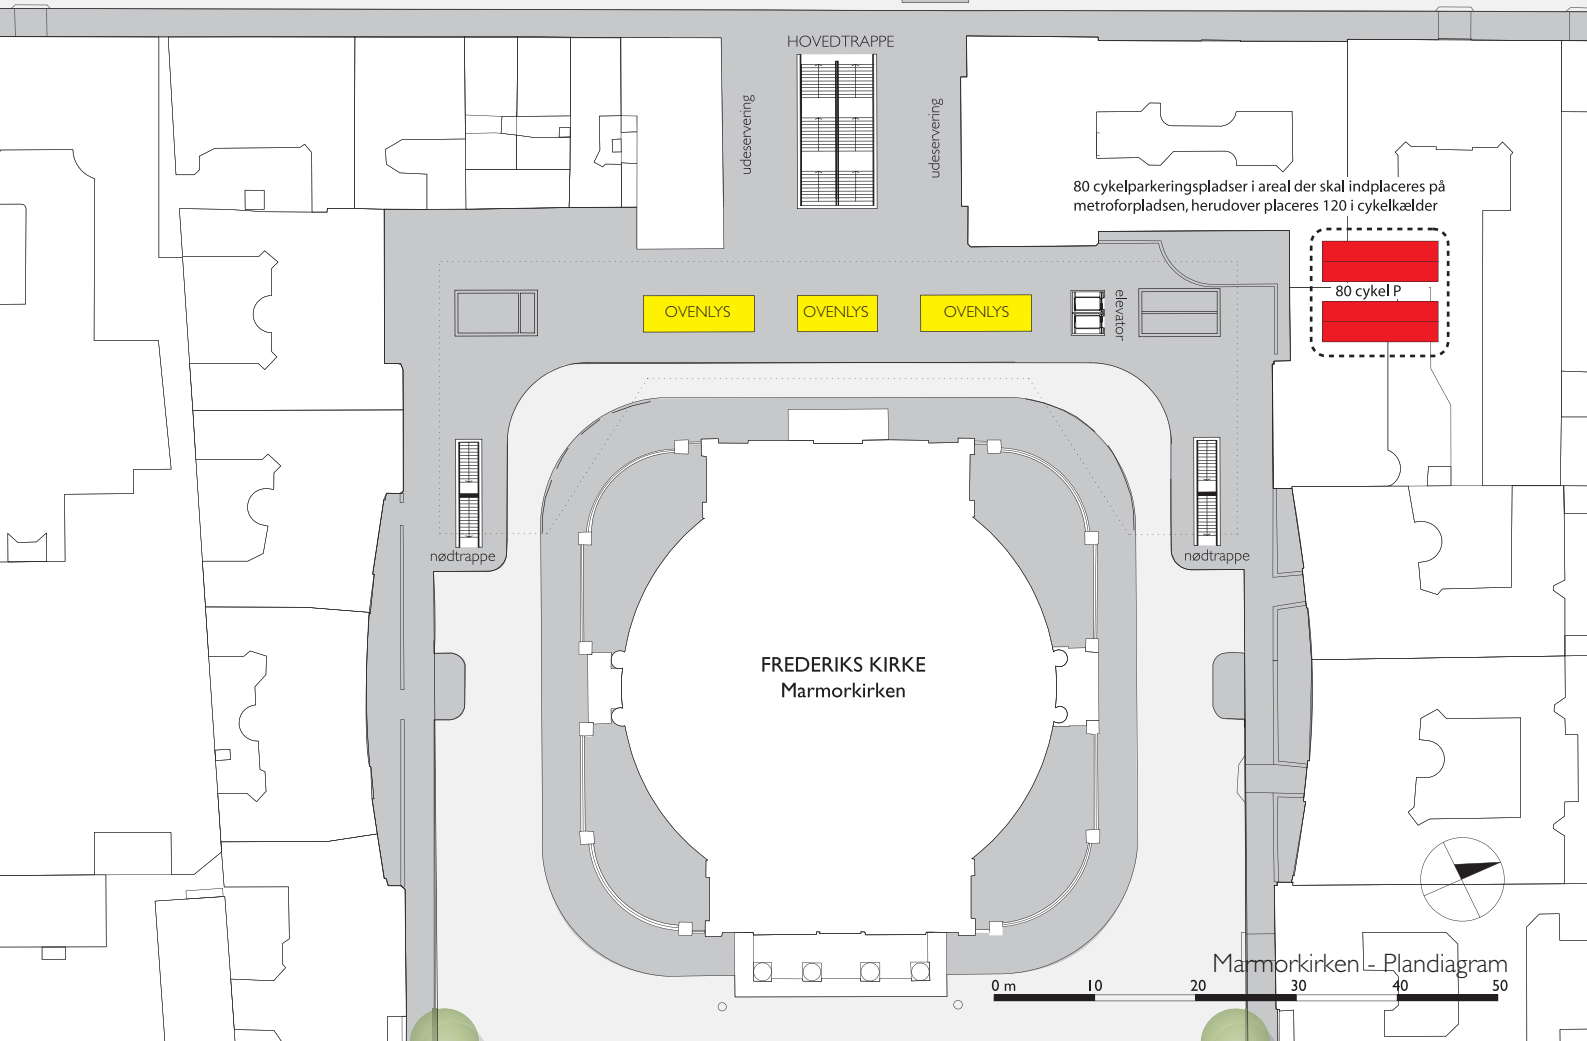 HOVEDTRAPPE
udeservering
udeservering
80 cykelparkeringspladser i areal der skal indplaceres på
metroforpladsen, herudover placeres 120 i cykelkælder
80 cykel P
OVENLYS
OVENLYS
OVENLYS
elevator
nødtrappe
nødtrappe
FREDERIKS KIRKE
Marmorkirken
Marmorkirken - Plandiagram
0 m 10 20 30 40 50